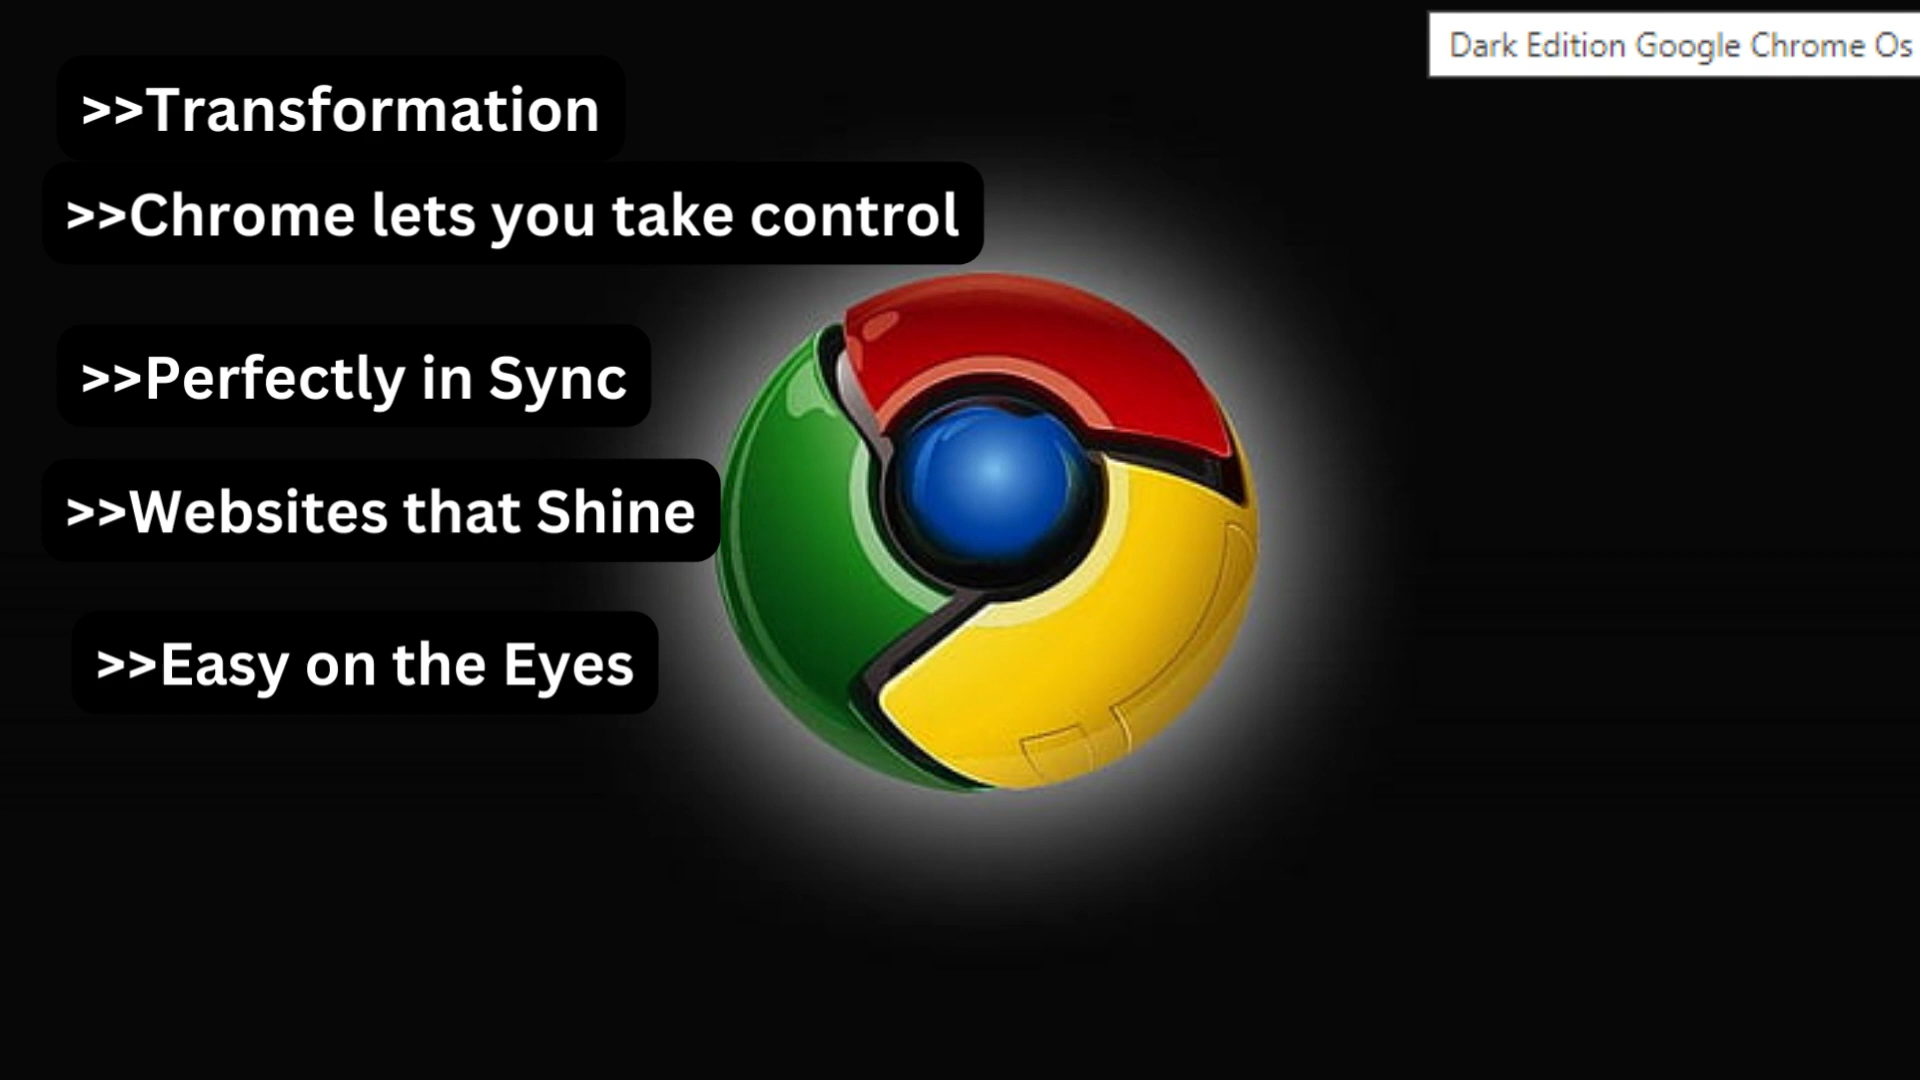 Dark Edition Google Chrome Os
>>Transformation
>>Chrome lets you take control
>>Perfectly in Sync
>>Websites that Shine
>>Easy on the Eyes